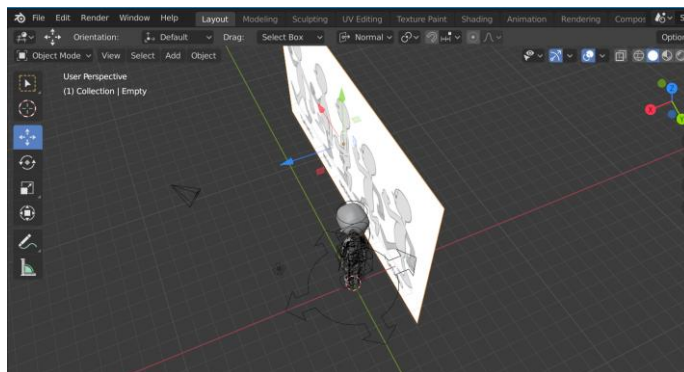 File Edit Render Window Help Layout Modeling Sculpting UV Editing Texture Paint Shading Animation Rendering Compos S
Orientation: Default Drag: Select Box Normal Option
Object Mode View Select Add Object
User Perspective
(1) Collection | Empty
Z
X
Y